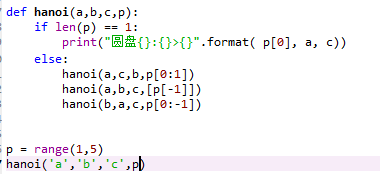 def hanoi(a,b,c,p):
    if len(p) == 1:
        print("圆盘{}:{}>{}".format( p[0], a, c))
    else:
        hanoi(a,c,b,p[0:1])
        hanoi(a,b,c,[p[-1]])
        hanoi(b,a,c,p[0:-1])
p = range(1,5)
hanoi('a','b','c',p)